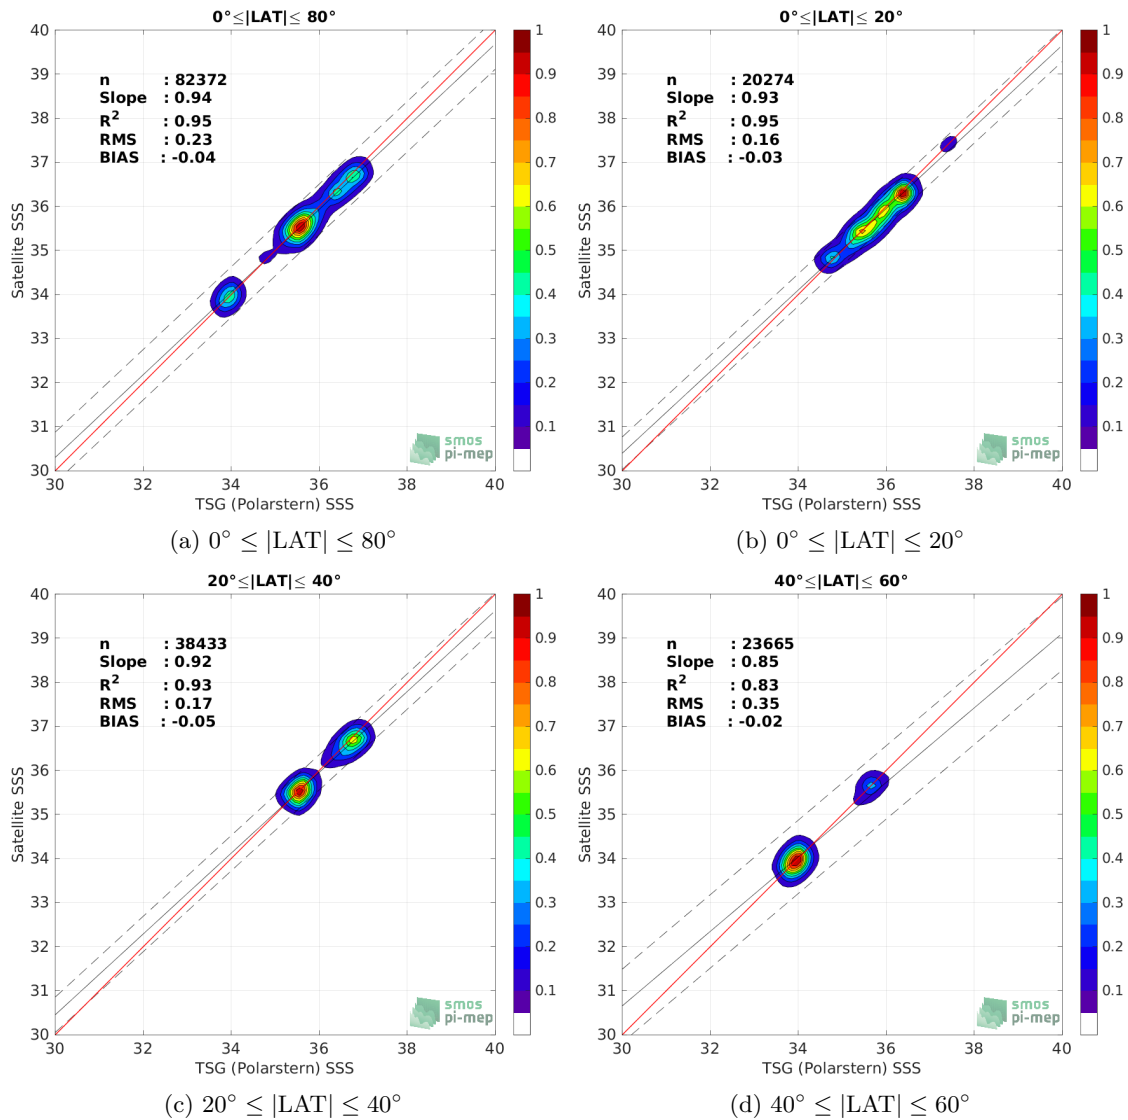 0°≤|LAT|≤ 80°
40
39
38
37
36
35
34
33
32
31
30
30
32
34
36
38
40
Satellite SSS
TSG (Polarstern) SSS
n : 82372
Slope : 0.94
R² : 0.95
RMS : 0.23
BIAS : -0.04
1
0.9
0.8
0.7
0.6
0.5
0.4
0.3
0.2
0.1
smos
pi-mep
(a) 0° ≤ |LAT| ≤ 80°
0°≤|LAT|≤ 20°
40
39
38
37
36
35
34
33
32
31
30
30
32
34
36
38
40
Satellite SSS
TSG (Polarstern) SSS
n : 20274
Slope : 0.93
R² : 0.95
RMS : 0.16
BIAS : -0.03
1
0.9
0.8
0.7
0.6
0.5
0.4
0.3
0.2
0.1
smos
pi-mep
(b) 0° ≤ |LAT| ≤ 20°
20°≤|LAT|≤ 40°
40
39
38
37
36
35
34
33
32
31
30
30
32
34
36
38
40
Satellite SSS
TSG (Polarstern) SSS
n : 38433
Slope : 0.92
R² : 0.93
RMS : 0.17
BIAS : -0.05
1
0.9
0.8
0.7
0.6
0.5
0.4
0.3
0.2
0.1
smos
pi-mep
(c) 20° ≤ |LAT| ≤ 40°
40°≤|LAT|≤ 60°
40
39
38
37
36
35
34
33
32
31
30
30
32
34
36
38
40
Satellite SSS
TSG (Polarstern) SSS
n : 23665
Slope : 0.85
R² : 0.83
RMS : 0.35
BIAS : -0.02
1
0.9
0.8
0.7
0.6
0.5
0.4
0.3
0.2
0.1
smos
pi-mep
(d) 40° ≤ |LAT| ≤ 60°